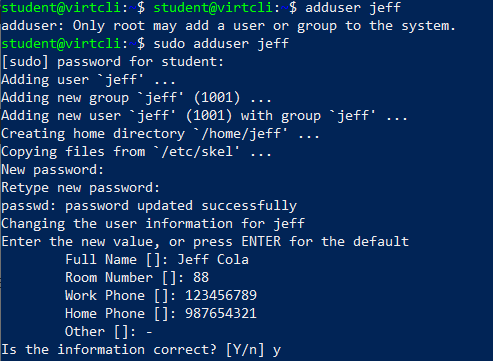 student@virtcli:~$ student@virtcli:~$ adduser jeff
adduser: Only root may add a user or group to the system.
student@virtcli:~$ sudo adduser jeff
[sudo] password for student:
Adding user `jeff' ...
Adding new group `jeff' (1001) ...
Adding new user `jeff' (1001) with group `jeff' ...
Creating home directory `/home/jeff' ...
Copying files from `/etc/skel' ...
New password:
Retype new password:
passwd: password updated successfully
Changing the user information for jeff
Enter the new value, or press ENTER for the default
Full Name []: Jeff Cola
Room Number []: 88
Work Phone []: 123456789
Home Phone []: 987654321
Other []: -
Is the information correct? [Y/n] y